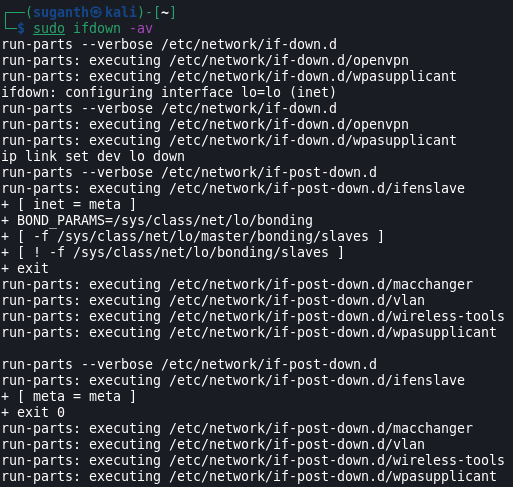 ┌──(suganth㉿kali)-[~]
└─$ sudo ifdown -av
run-parts --verbose /etc/network/if-down.d
run-parts: executing /etc/network/if-down.d/openvpn
run-parts: executing /etc/network/if-down.d/wpasupplicant
ifdown: configuring interface lo=lo (inet)
run-parts --verbose /etc/network/if-down.d
run-parts: executing /etc/network/if-down.d/openvpn
run-parts: executing /etc/network/if-down.d/wpasupplicant
ip link set dev lo down
run-parts --verbose /etc/network/if-post-down.d
run-parts: executing /etc/network/if-post-down.d/ifenslave
+ [ inet = meta ]
+ BOND_PARAMS=/sys/class/net/lo/bonding
+ [ -f /sys/class/net/lo/master/bonding/slaves ]
+ [ ! -f /sys/class/net/lo/bonding/slaves ]
+ exit
run-parts: executing /etc/network/if-post-down.d/macchanger
run-parts: executing /etc/network/if-post-down.d/vlan
run-parts: executing /etc/network/if-post-down.d/wireless-tools
run-parts: executing /etc/network/if-post-down.d/wpasupplicant
run-parts --verbose /etc/network/if-post-down.d
run-parts: executing /etc/network/if-post-down.d/ifenslave
+ [ meta = meta ]
+ exit 0
run-parts: executing /etc/network/if-post-down.d/macchanger
run-parts: executing /etc/network/if-post-down.d/vlan
run-parts: executing /etc/network/if-post-down.d/wireless-tools
run-parts: executing /etc/network/if-post-down.d/wpasupplicant